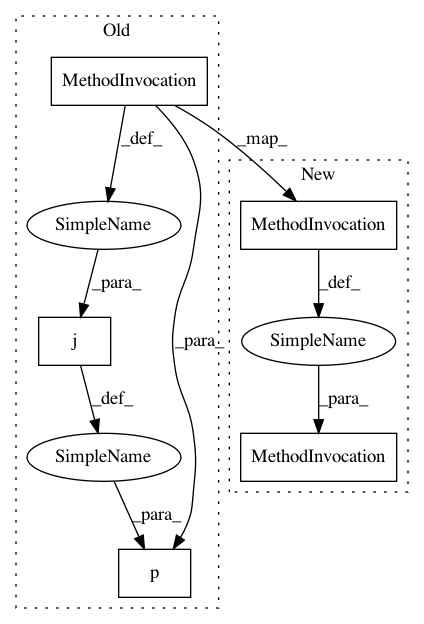 Old
MethodInvocation
_def_
_map_
New
SimpleName
MethodInvocation
_para_
_def_
j
_para_
SimpleName
_def_
_para_
SimpleName
MethodInvocation
_para_
p